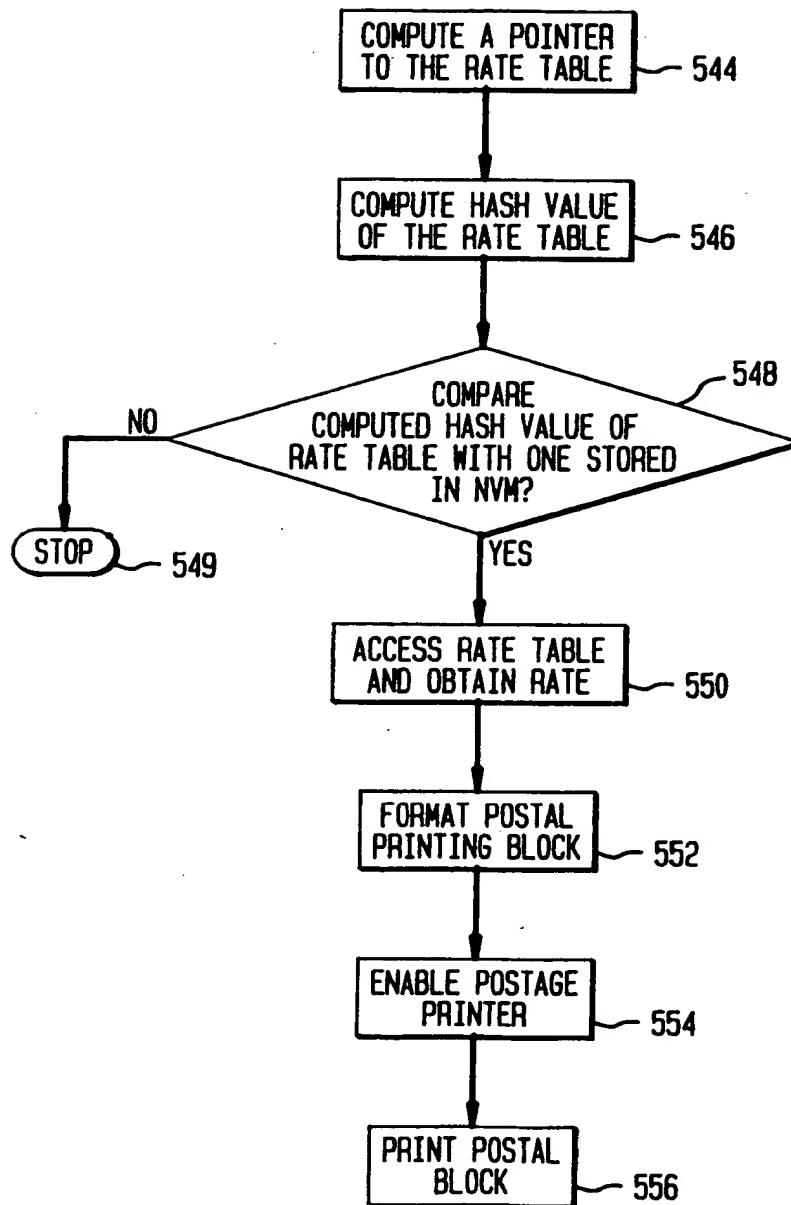 COMPUTE A POINTER
TO THE RATE TABLE
544
COMPUTE HASH VALUE
OF THE RATE TABLE
546
548
COMPARE
COMPUTED HASH VALUE OF
RATE TABLE WITH ONE STORED
IN NVM?
NO
STOP
549
YES
ACCESS RATE TABLE
AND OBTAIN RATE
550
FORMAT POSTAL
PRINTING BLOCK
552
ENABLE POSTAGE
PRINTER
554
PRINT POSTAL
BLOCK
556